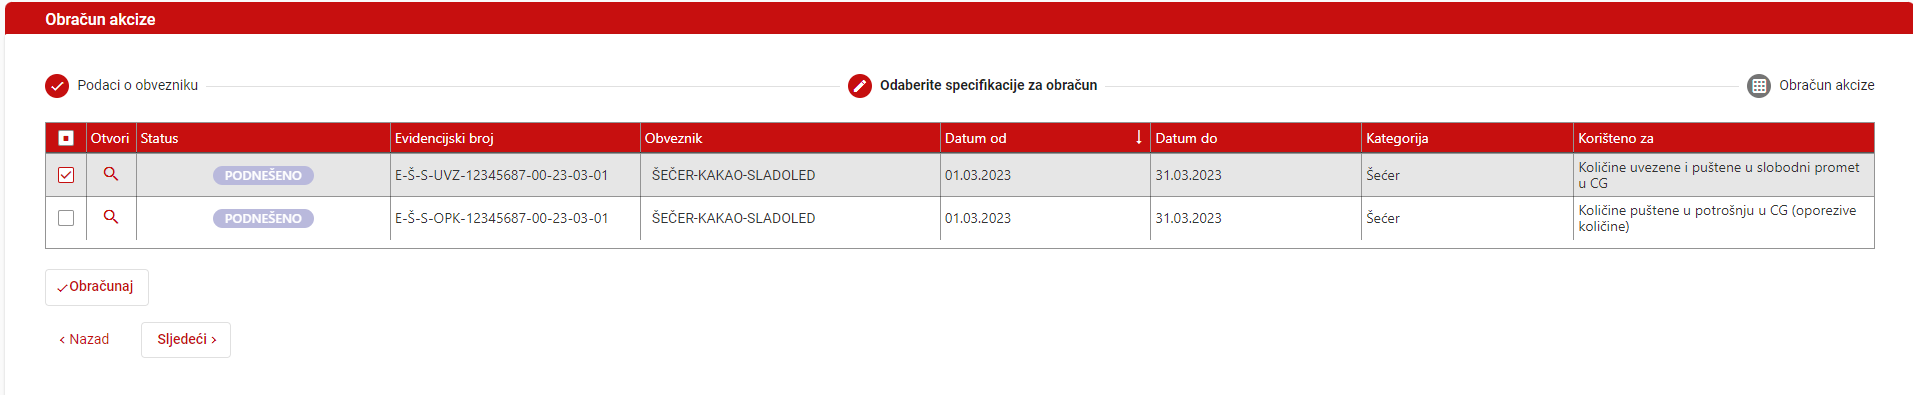 Obračun akcize
Podaci o obvezniku
Odaberite specifikacije za obračun
Obračun akcize
Otvori Status Evidencijski broj Obveznik Datum od Datum do Kategorija Korišteno za
PODNEŠENO E-Š-S-UVZ-12345687-00-23-03-01 ŠEČER-KAKAO-SLADOLED 01.03.2023 31.03.2023 Šećer Količine uvezene i puštene u slobodni promet
u CG
PODNEŠENO E-Š-S-OPK-12345687-00-23-03-01 ŠEČER-KAKAO-SLADOLED 01.03.2023 31.03.2023 Šećer Količine puštene u potrošnju u CG (oporezive
količine)
Obračunaj
Nazad
Sljedeći